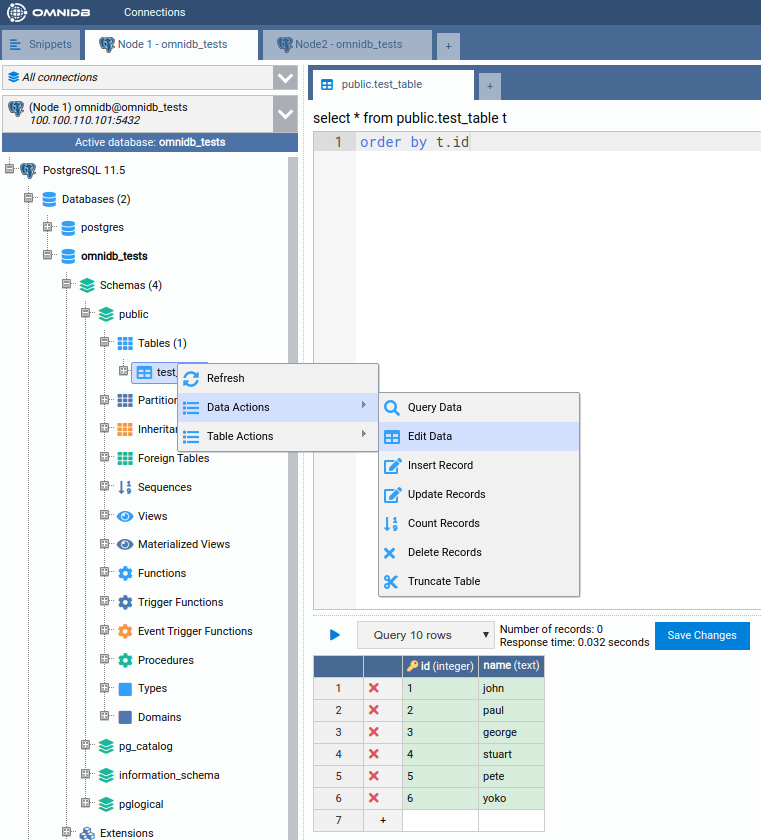 OMNIDB Connections
Snippets Node 1 - omnidb_tests Node2 - omnidb_tests +
All connections
(Node 1) omnidb@omnidb_tests
100.100.110.101:5432
Active database: omnidb_tests
PostgreSQL 11.5
Databases (2)
postgres
omnidb_tests
Schemas (4)
public
Tables (1)
test_
Partition
Inheritan
Foreign Tables
Sequences
Views
Materialized Views
Functions
Trigger Functions
Event Trigger Functions
Procedures
Types
Domains
pg_catalog
information_schema
pglogical
Extensions
Refresh
Data Actions
Table Actions
Query Data
Edit Data
Insert Record
Update Records
Count Records
Delete Records
Truncate Table
public.test_table +
select * from public.test_table t
1 order by t.id
Query 10 rows
Number of records: 0
Response time: 0.032 seconds
Save Changes
id (integer) name (text)
1 1 john
2 2 paul
3 3 george
4 4 stuart
5 5 pete
6 6 yoko
7 +